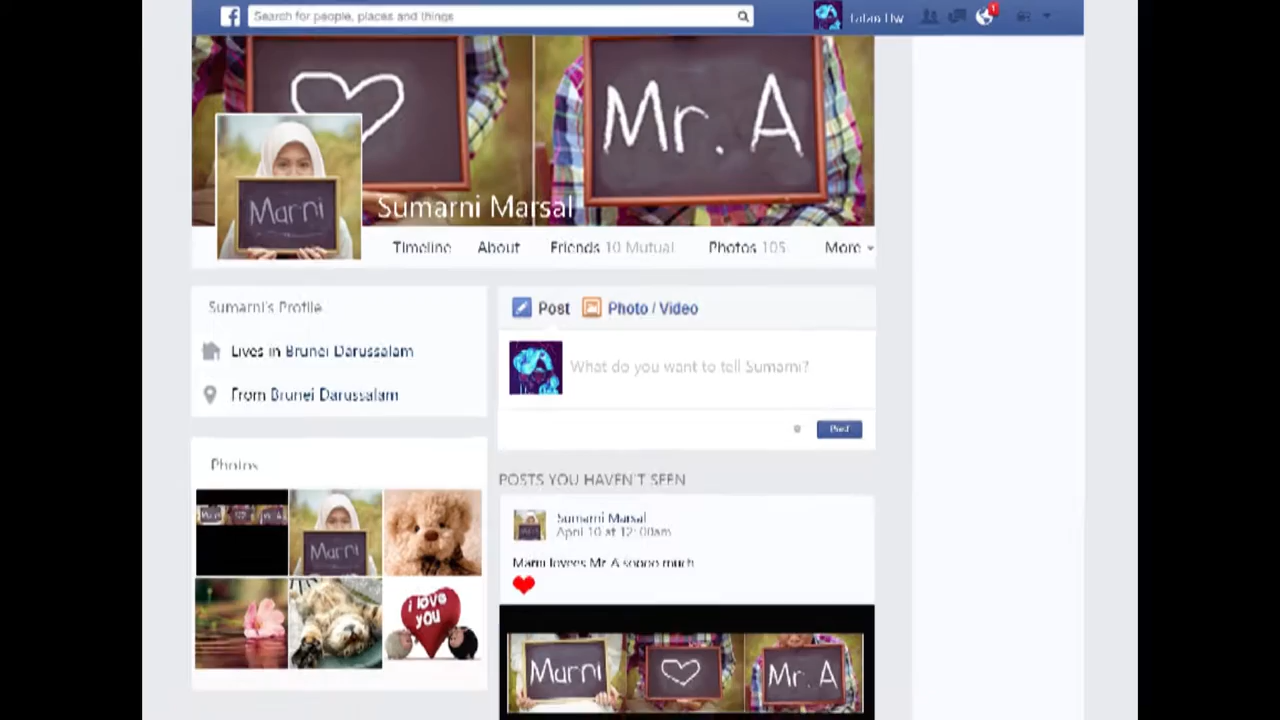 Search for people, places and things
1
Mr. A
Marni
Sumarni Marsal
Timeline About Friends 10 Mutual Photos 105 More
Sumarni's Profile
Lives in Brunei Darussalam
From Brunei Darussalam
Photos
Marni
i love you
Post Photo / Video
What do you want to tell Sumarni?
Post
POSTS YOU HAVEN'T SEEN
Sumarni Marsal
April 10 at 12:00am
Marni lovees Mr A soooo much
Marni Mr. A